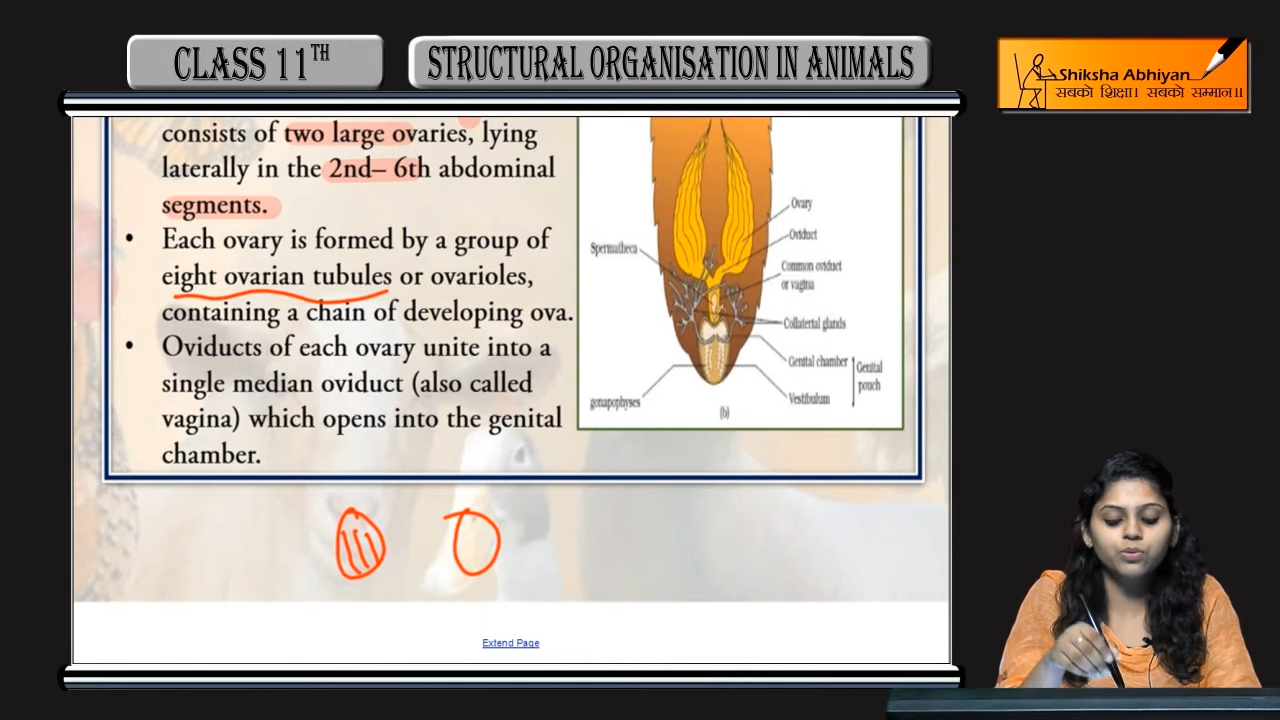 CLASS 11TH
STRUCTURAL ORGANISATION IN ANIMALS
Shiksha Abhiyan
सबको शिक्षा। सबको सम्मान।।
consists of two large ovaries, lying
laterally in the 2nd– 6th abdominal
segments.
• Each ovary is formed by a group of
eight ovarian tubules or ovarioles,
containing a chain of developing ova.
• Oviducts of each ovary unite into a
single median oviduct (also called
vagina) which opens into the genital
chamber.
Ovary
Oviduct
Spermatheca
Common oviduct
or vagina
Collatertal glands
Genital chamber
Genital
pouch
Vestibulum
gonapophyses
(b)
Extend Page